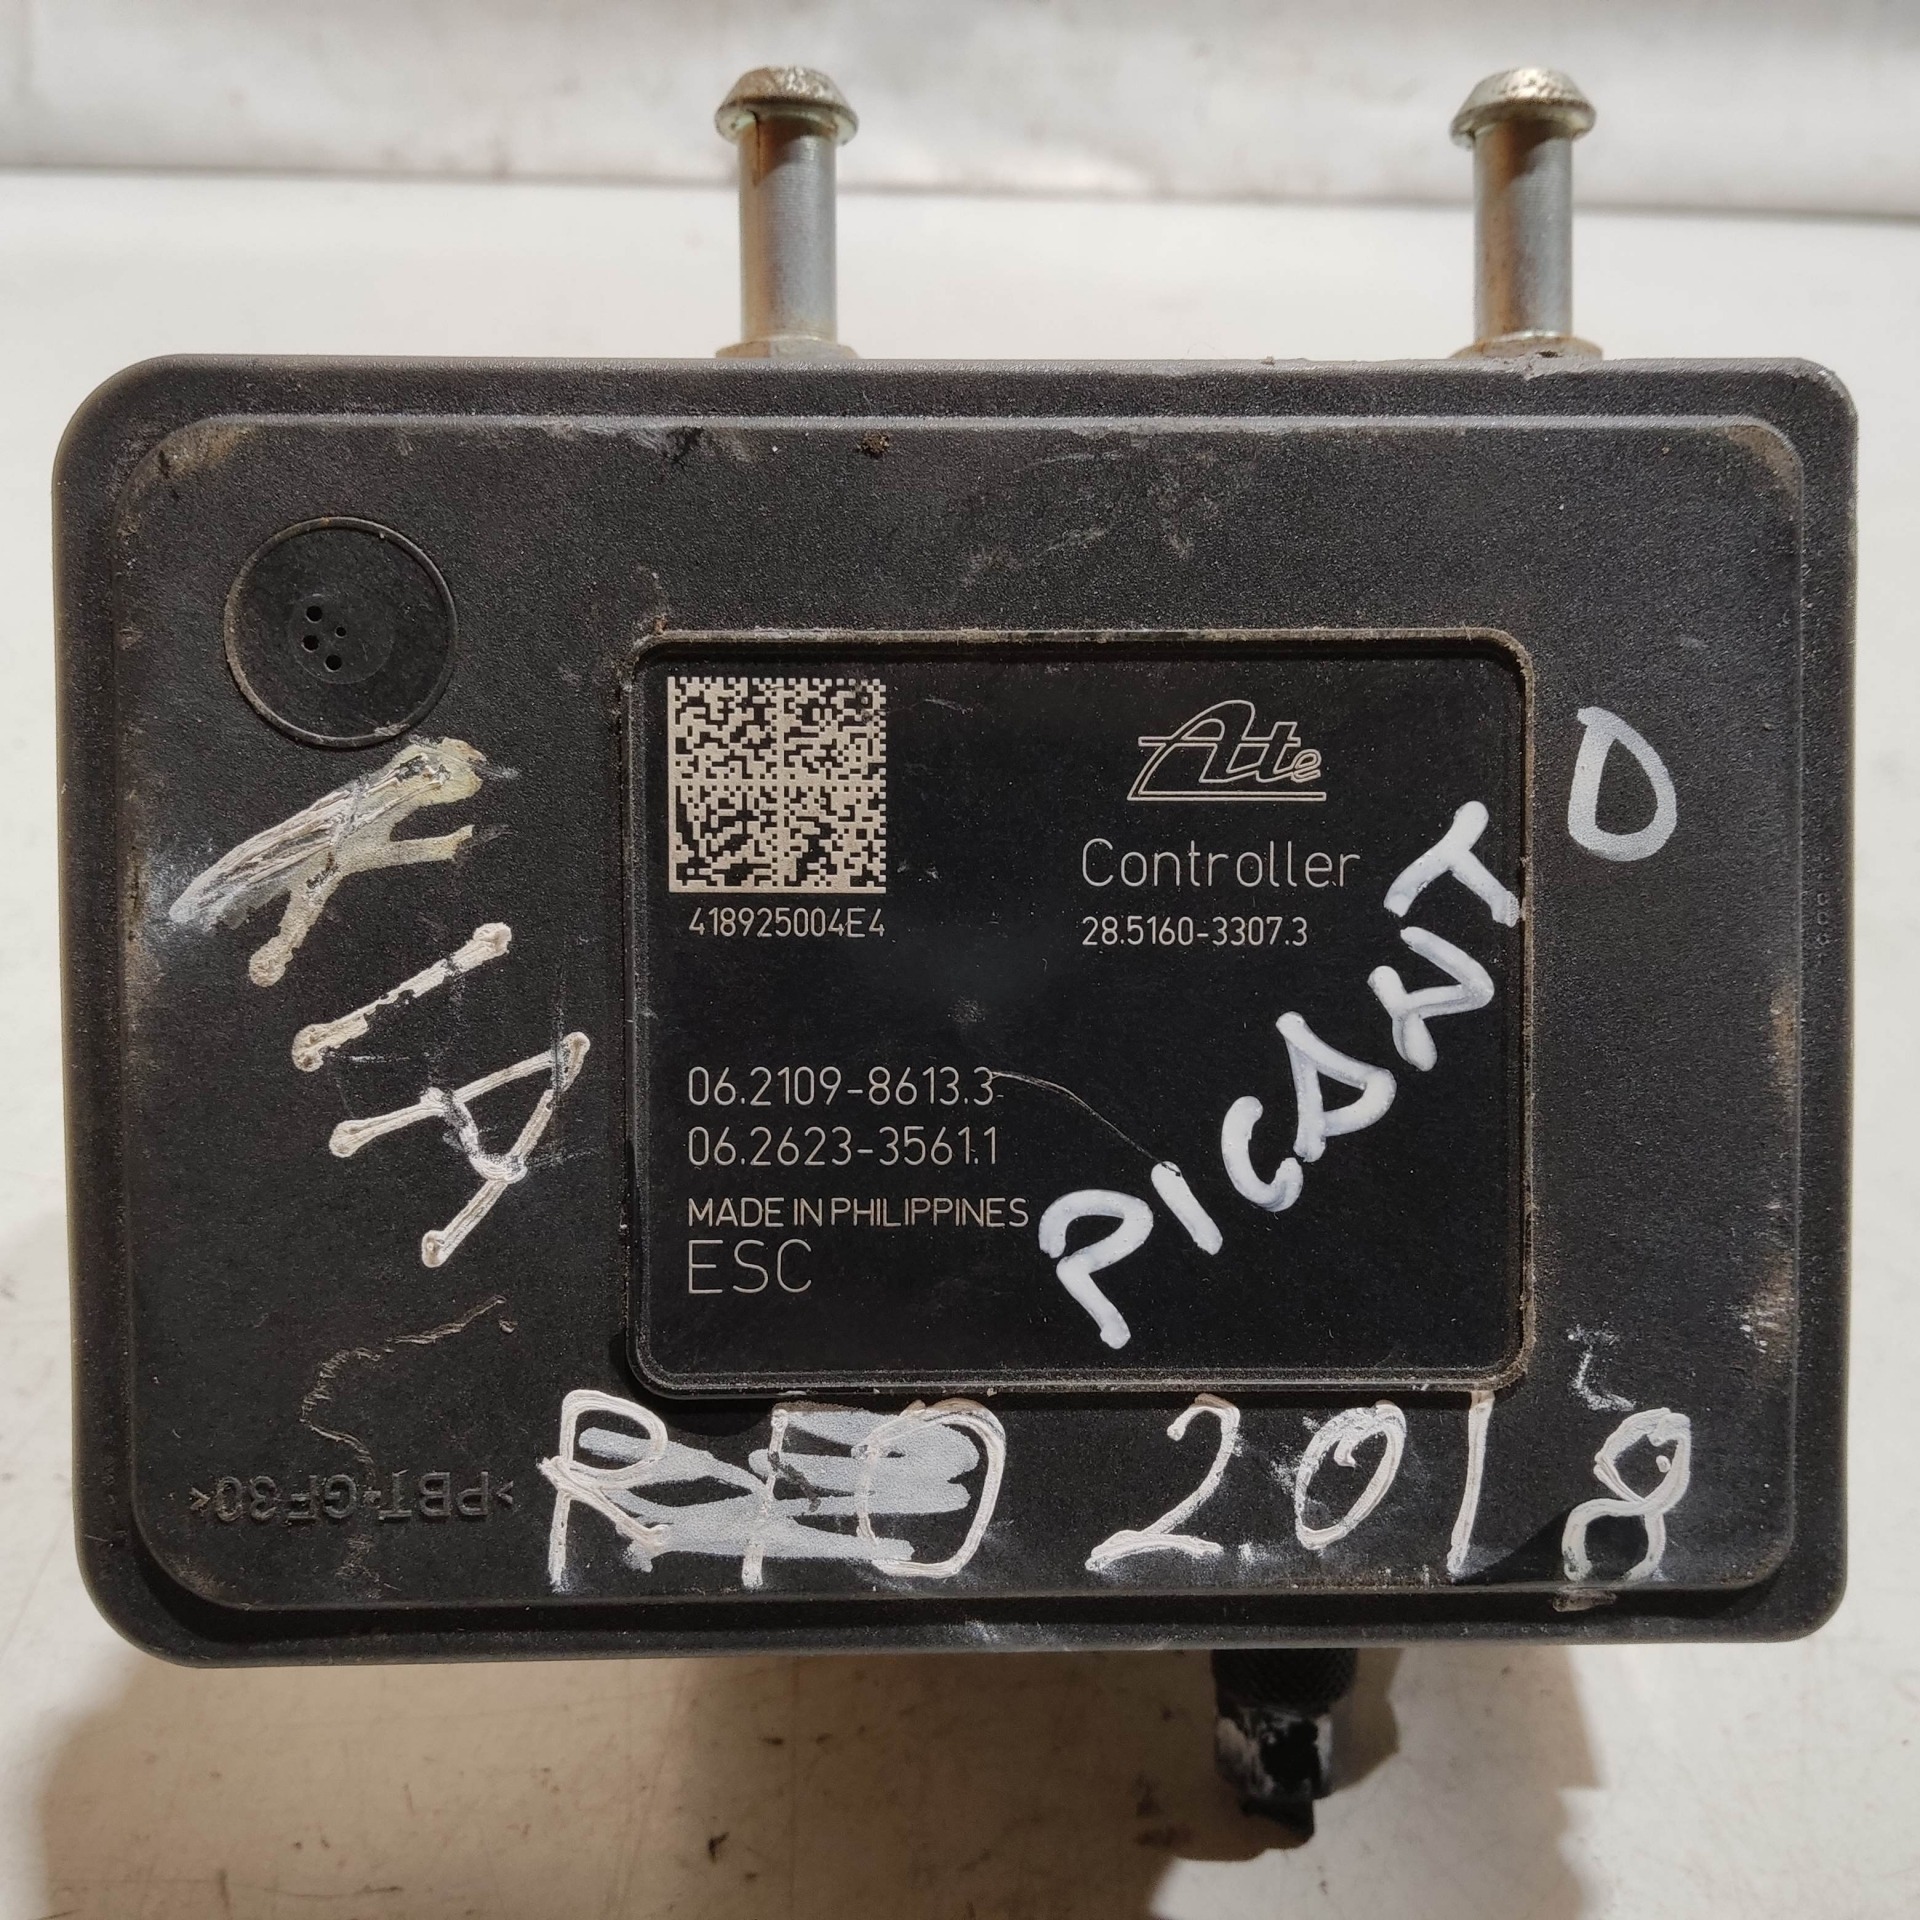 Ate
Controller
28.5160-3307.3
418925004E4
06.2109-8613.3
06.2623-3561.1
MADE IN PHILIPPINES
ESC
KIA
PICANTO
2018
>PBT-GF30<